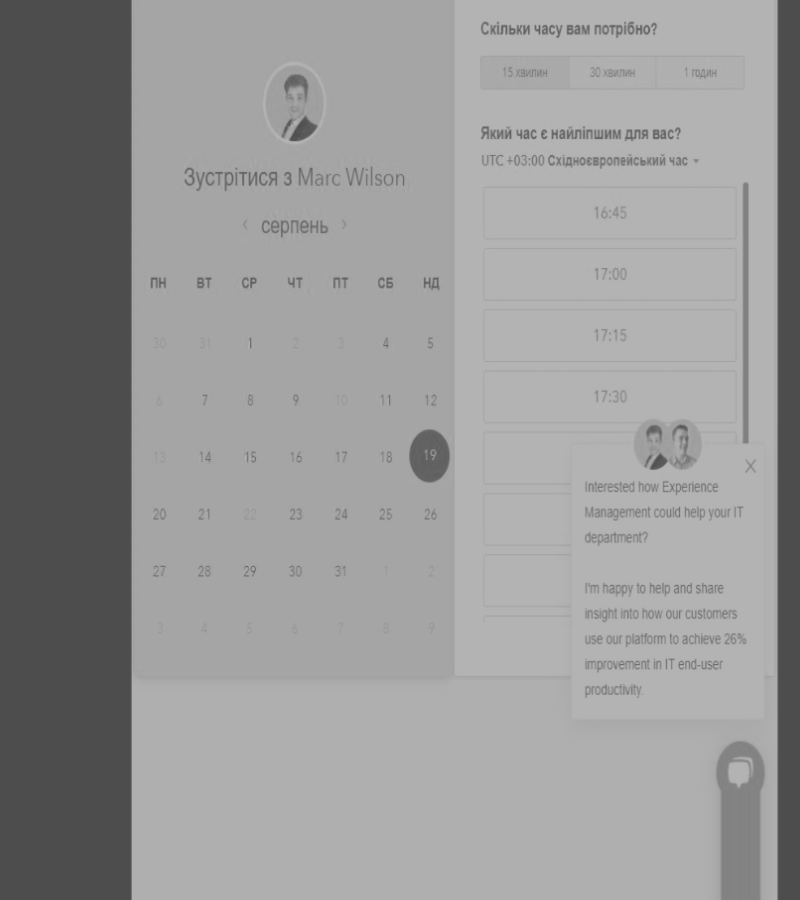 Зустрітися з Marc Wilson
серпень
ПН ВТ СР ЧТ ПТ СБ НД
30 31 1 2 3 4 5
6 7 8 9 10 11 12
13 14 15 16 17 18 19
20 21 22 23 24 25 26
27 28 29 30 31 1 2
3 4 5 6 7 8 9
Скільки часу вам потрібно?
15 хвилин 30 хвилин 1 годин
Який час є найліпшим для вас?
UTC +03:00 Східноєвропейський час
16:45
17:00
17:15
17:30
Interested how Experience
Management could help your IT
department?
I'm happy to help and share
insight into how our customers
use our platform to achieve 26%
improvement in IT end-user
productivity.